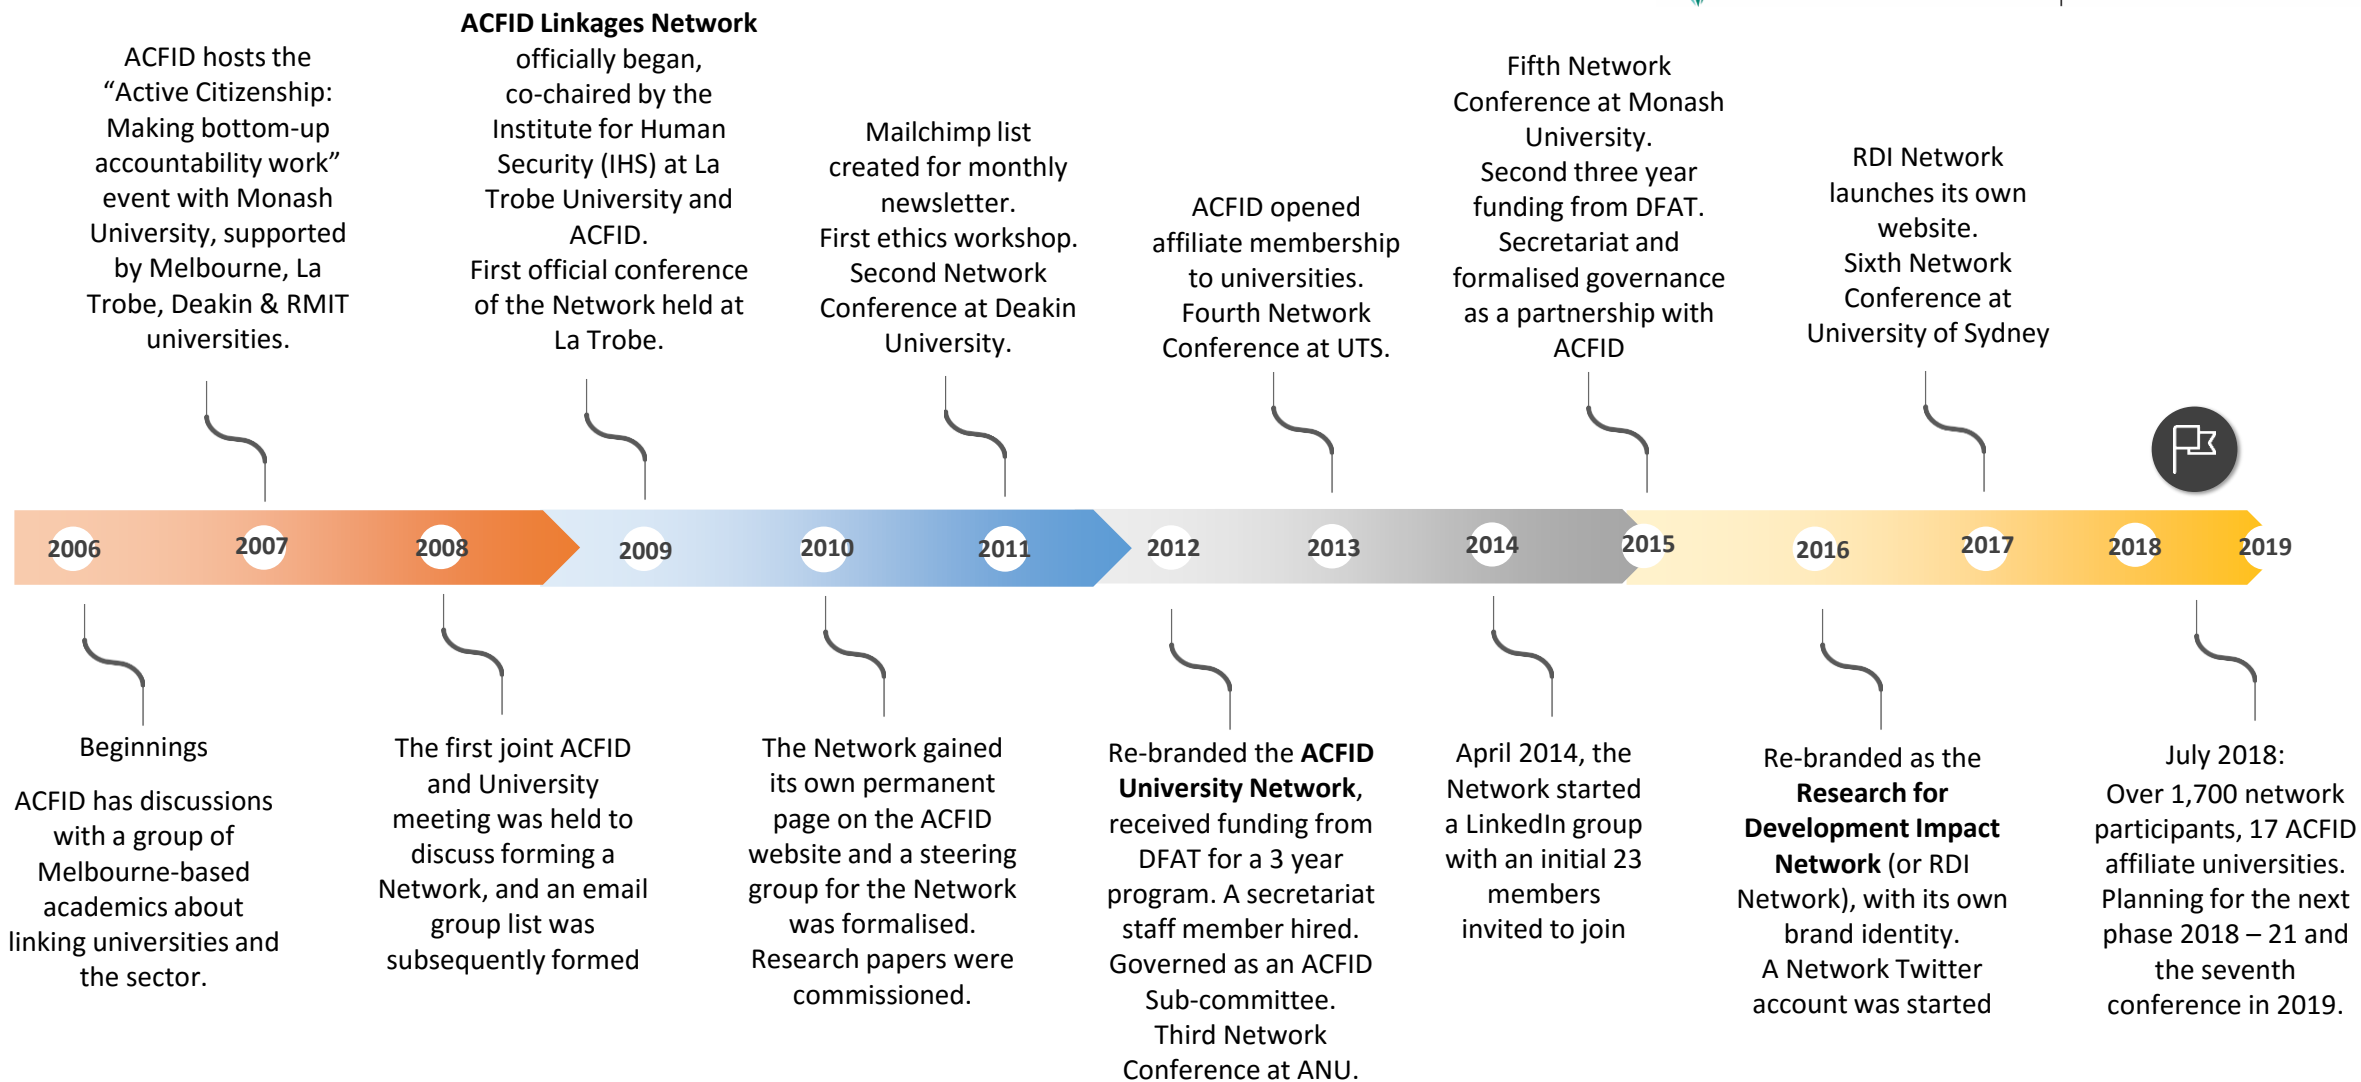 ACFID hosts the
“Active Citizenship:
Making bottom-up
accountability work”
event with Monash
University, supported
by Melbourne, La
Trobe, Deakin & RMIT
universities.
ACFID Linkages Network
officially began,
co-chaired by the
Institute for Human
Security (IHS) at La
Trobe University and
ACFID.
First official conference
of the Network held at
La Trobe.
Mailchimp list
created for monthly
newsletter.
First ethics workshop.
Second Network
Conference at Deakin
University.
ACFID opened
affiliate membership
to universities.
Fourth Network
Conference at UTS.
Fifth Network
Conference at Monash
University.
Second three year
funding from DFAT.
Secretariat and
formalised governance
as a partnership with
ACFID
RDI Network
launches its own
website.
Sixth Network
Conference at
University of Sydney
2006 2007 2008 2009 2010 2011 2012 2013 2014 2015 2016 2017 2018 2019
Beginnings
ACFID has discussions
with a group of
Melbourne-based
academics about
linking universities and
the sector.
The first joint ACFID
and University
meeting was held to
discuss forming a
Network, and an email
group list was
subsequently formed
The Network gained
its own permanent
page on the ACFID
website and a steering
group for the Network
was formalised.
Research papers were
commissioned.
Re-branded the ACFID
University Network,
received funding from
DFAT for a 3 year
program. A secretariat
staff member hired.
Governed as an ACFID
Sub-committee.
Third Network
Conference at ANU.
April 2014, the
Network started
a LinkedIn group
with an initial 23
members
invited to join
Re-branded as the
Research for
Development Impact
Network (or RDI
Network), with its own
brand identity.
A Network Twitter
account was started
July 2018:
Over 1,700 network
participants, 17 ACFID
affiliate universities.
Planning for the next
phase 2018 – 21 and
the seventh
conference in 2019.